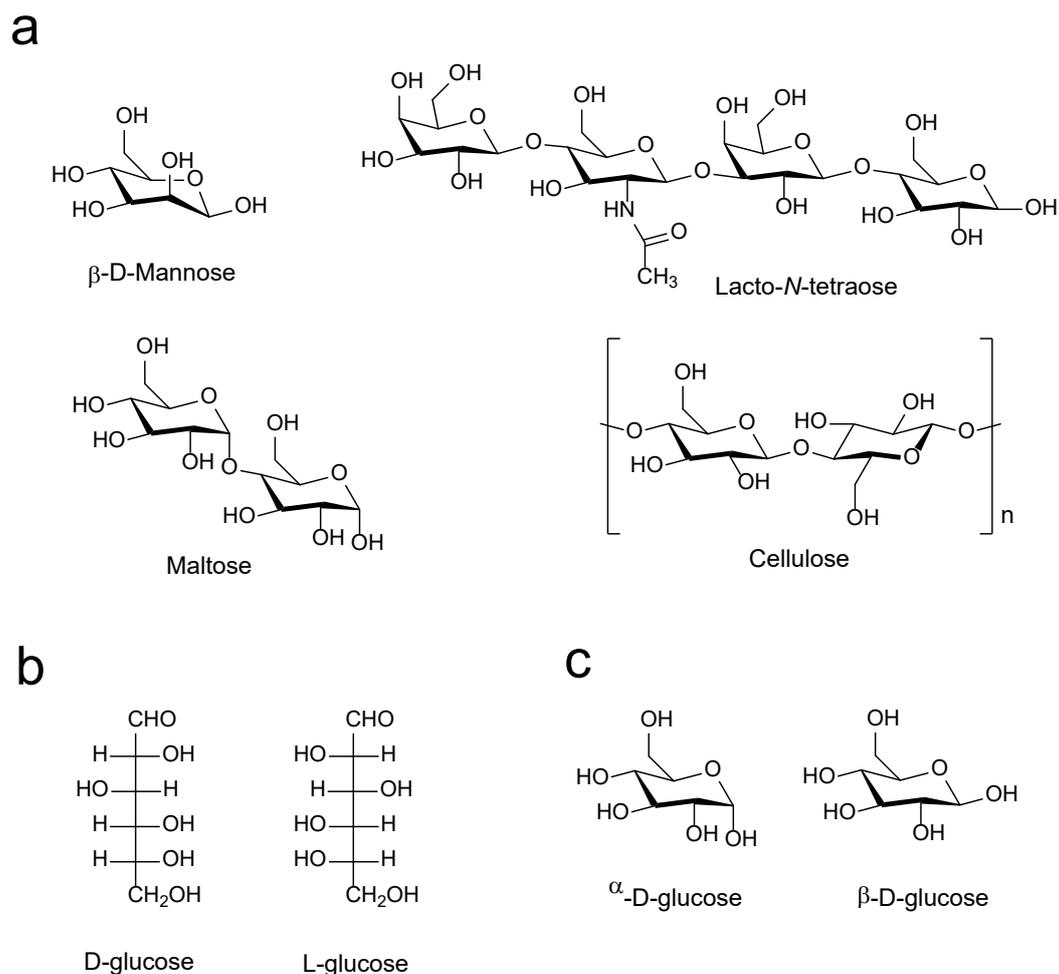 a
OH
HO
OH
O
HO
OH
β-D-Mannose
OH
OH
O
HO
OH
O
OH
O
HO
HN
O
CH3
O
OH
OH
O
OH
O
OH
O
HO
OH
OH
Lacto-N-tetraose
OH
HO
O
HO
OH
O
OH
O
HO
OH
OH
Maltose
O
OH
O
HO
OH
O
HO
OH
O
OH
O
n
Cellulose
b
CHO
H OH
HO H
H OH
H OH
CH2OH
D-glucose
CHO
HO H
H OH
HO H
HO H
CH2OH
L-glucose
c
OH
HO
O
HO
OH
OH
α-D-glucose
OH
HO
O
OH
HO
OH
β-D-glucose